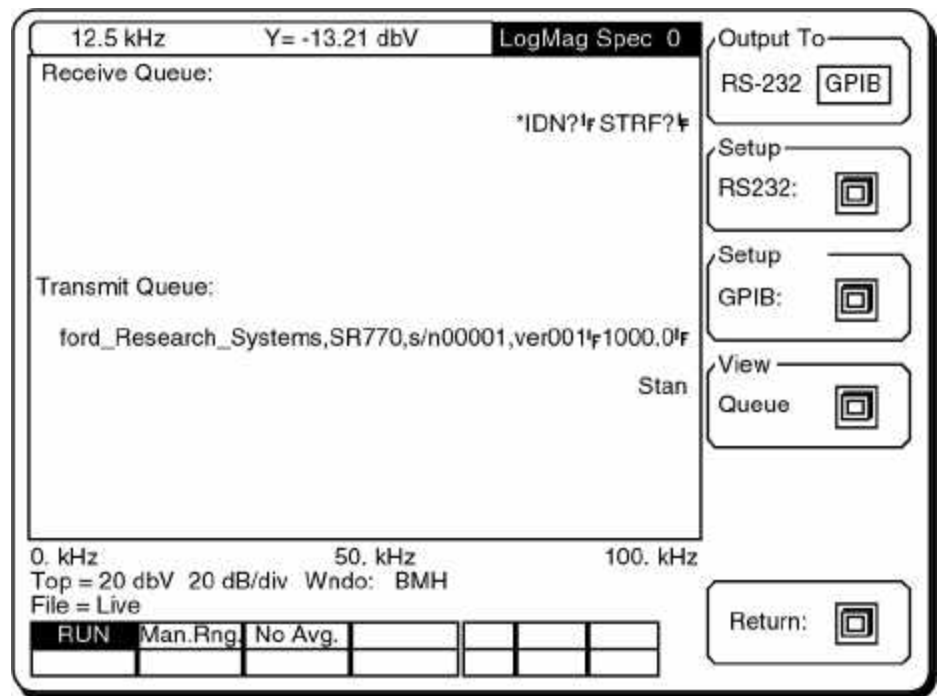 12.5 kHz Y= -13.21 dbV LogMag Spec 0
Receive Queue:
*IDN?␊STRF?␊
Transmit Queue:
ford_Research_Systems,SR770,s/n00001,ver001␊1000.0␊
Stan
0. kHz 50. kHz 100. kHz
Top = 20 dbV 20 dB/div Wndo: BMH
File = Live
RUN Man.Rng. No Avg.
Output To
RS-232 GPIB
Setup
RS232:
Setup
GPIB:
View
Queue
Return: